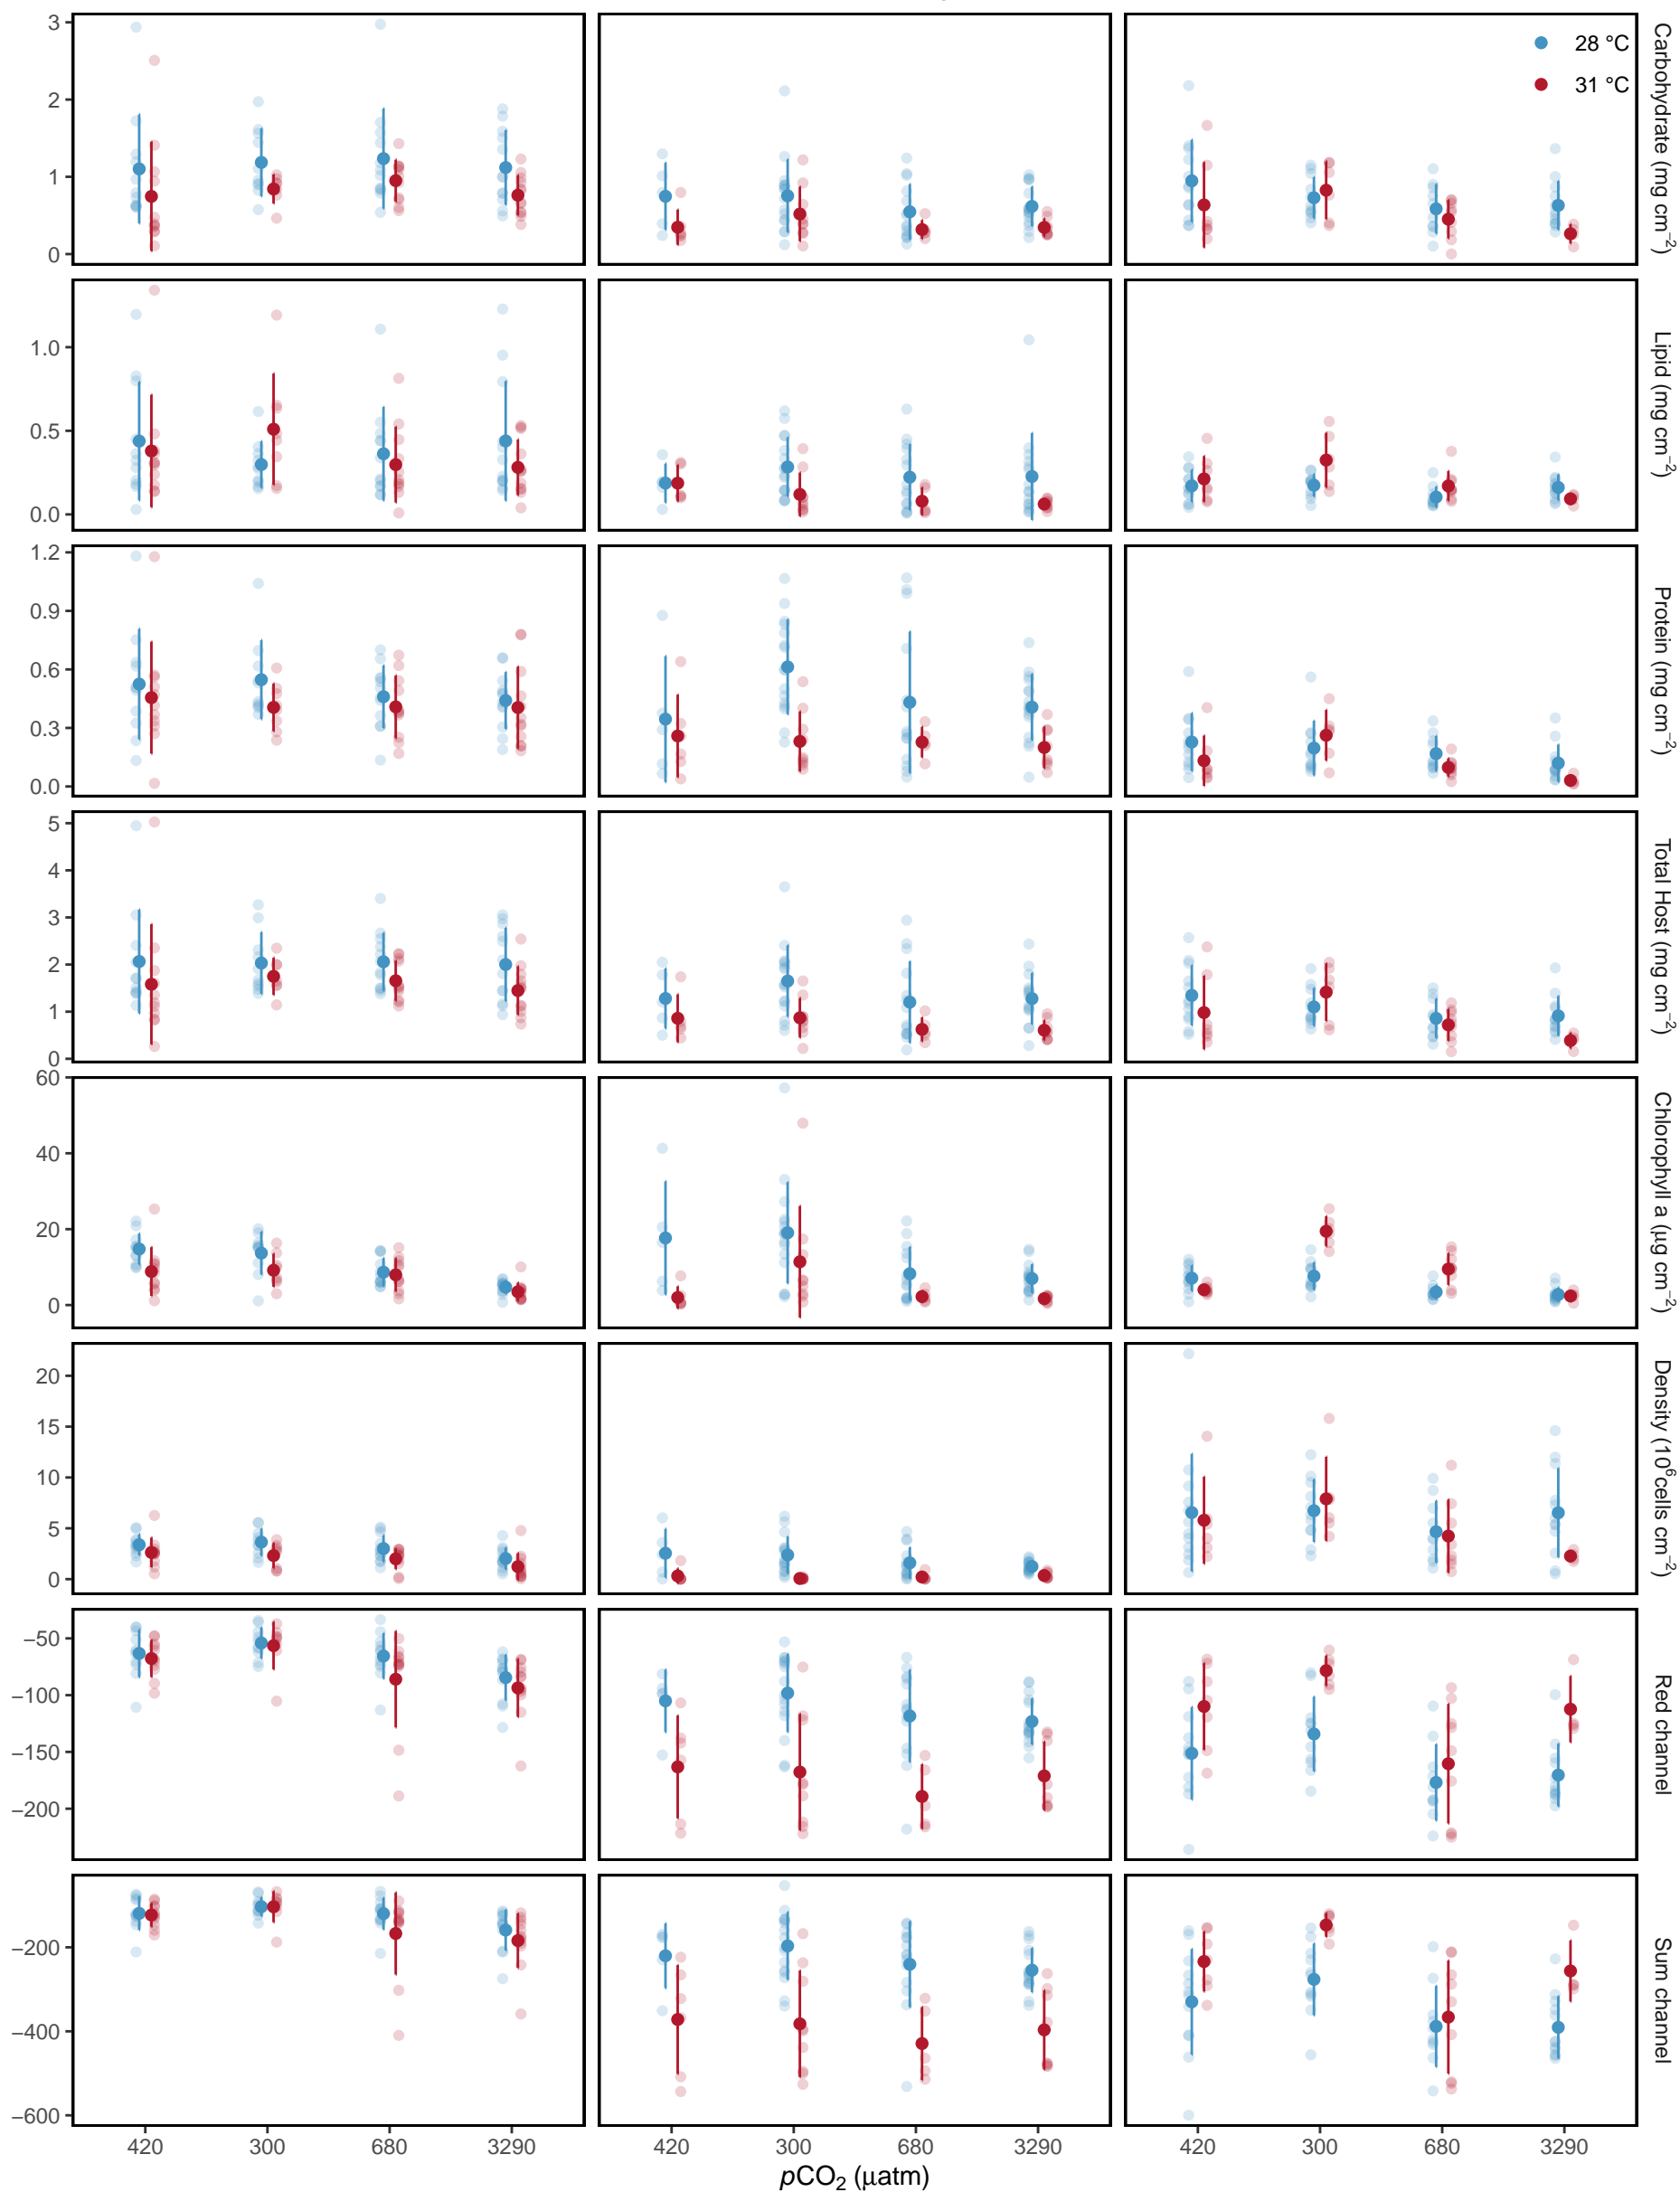 28 °C
31 °C
3
2
1
0
Carbohydrate (mg cm⁻²)
1.0
0.5
0.0
Lipid (mg cm⁻²)
1.2
0.9
0.6
0.3
0.0
Protein (mg cm⁻²)
5
4
3
2
1
0
Total Host (mg cm⁻²)
60
40
20
0
Chlorophyll a (µg cm⁻²)
20
15
10
5
0
Density (10⁶cells cm⁻²)
−50
−100
−150
−200
Red channel
−200
−400
−600
Sum channel
420 300 680 3290 420 300 680 3290 420 300 680 3290
pCO₂ (µatm)